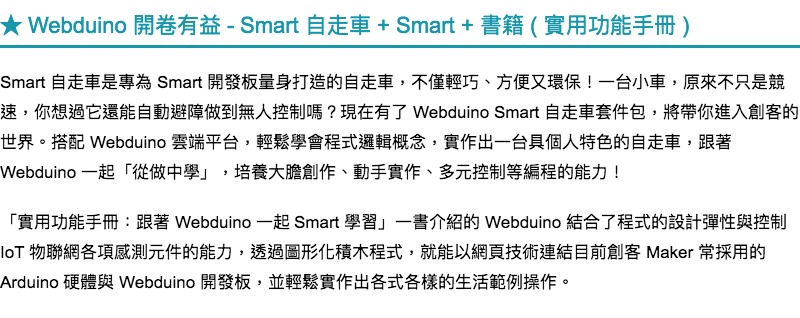 ★ Webduino 開卷有益 - Smart 自走車 + Smart + 書籍 ( 實用功能手冊 )
Smart 自走車是專為 Smart 開發板量身打造的自走車，不僅輕巧、方便又環保！一台小車，原來不只是競
速，你想過它還能自動避障做到無人控制嗎？現在有了 Webduino Smart 自走車套件包，將帶你進入創客的
世界。搭配 Webduino 雲端平台，輕鬆學會程式邏輯概念，實作出一台具個人特色的自走車，跟著
Webduino 一起「從做中學」，培養大膽創作、動手實作、多元控制等編程的能力！
「實用功能手冊：跟著 Webduino 一起 Smart 學習」一書介紹的 Webduino 結合了程式的設計彈性與控制
IoT 物聯網各項感測元件的能力，透過圖形化積木程式，就能以網頁技術連結目前創客 Maker 常採用的
Arduino 硬體與 Webduino 開發板，並輕鬆實作出各式各樣的生活範例操作。